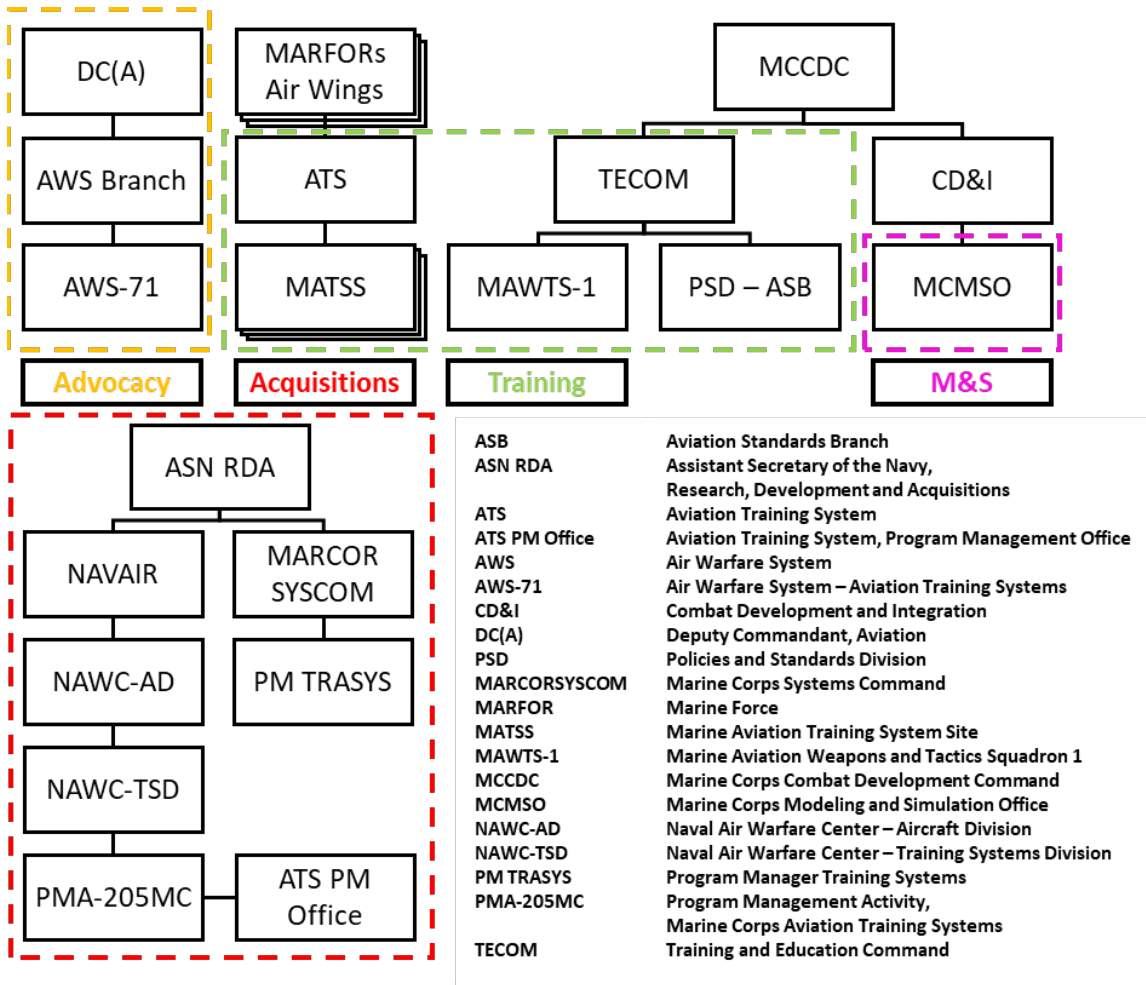 DC(A)
MARFORs
Air Wings
MCCDC
AWS Branch
ATS
TECOM
CD&I
AWS-71
MATSS
MAWTS-1
PSD – ASB
MCMSO
Advocacy
Acquisitions
Training
M&S
ASN RDA
NAVAIR
MARCOR
SYSCOM
NAWC-AD
PM TRASYS
NAWC-TSD
PMA-205MC
ATS PM
Office
ASB Aviation Standards Branch
ASN RDA Assistant Secretary of the Navy,
Research, Development and Acquisitions
ATS Aviation Training System
ATS PM Office Aviation Training System, Program Management Office
AWS Air Warfare System
AWS-71 Air Warfare System – Aviation Training Systems
CD&I Combat Development and Integration
DC(A) Deputy Commandant, Aviation
PSD Policies and Standards Division
MARCORSYSCOM Marine Corps Systems Command
MARFOR Marine Force
MATSS Marine Aviation Training System Site
MAWTS-1 Marine Aviation Weapons and Tactics Squadron 1
MCCDC Marine Corps Combat Development Command
MCMSO Marine Corps Modeling and Simulation Office
NAWC-AD Naval Air Warfare Center – Aircraft Division
NAWC-TSD Naval Air Warfare Center – Training Systems Division
PM TRASYS Program Manager Training Systems
PMA-205MC Program Management Activity,
Marine Corps Aviation Training Systems
TECOM Training and Education Command